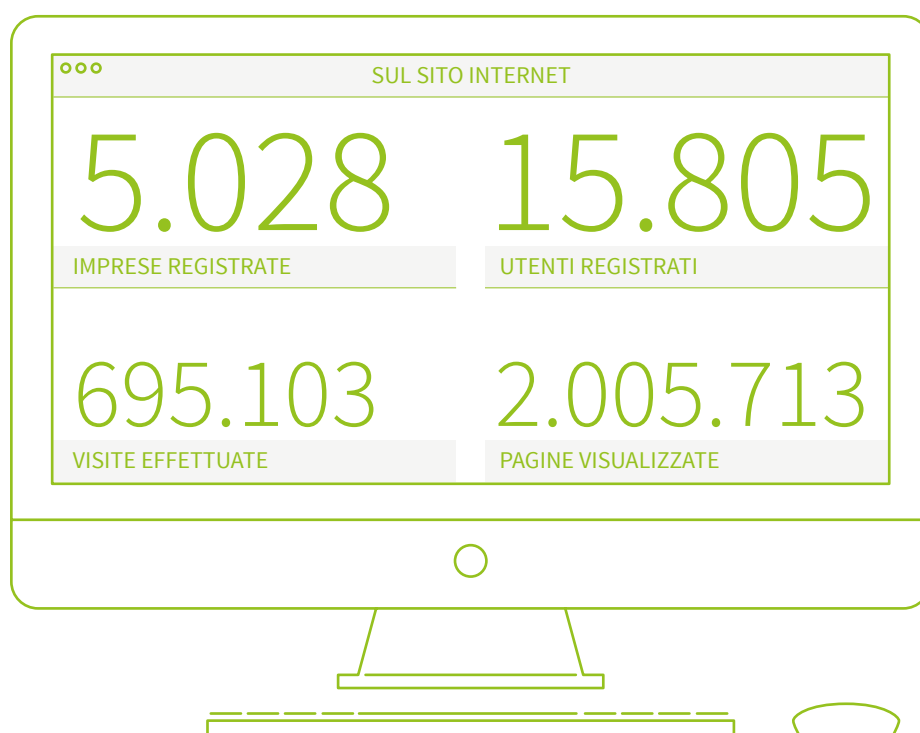 SUL SITO INTERNET
5.028
15.805
IMPRESE REGISTRATE
UTENTI REGISTRATI
695.103
2.005.713
VISITE EFFETTUATE
PAGINE VISUALIZZATE